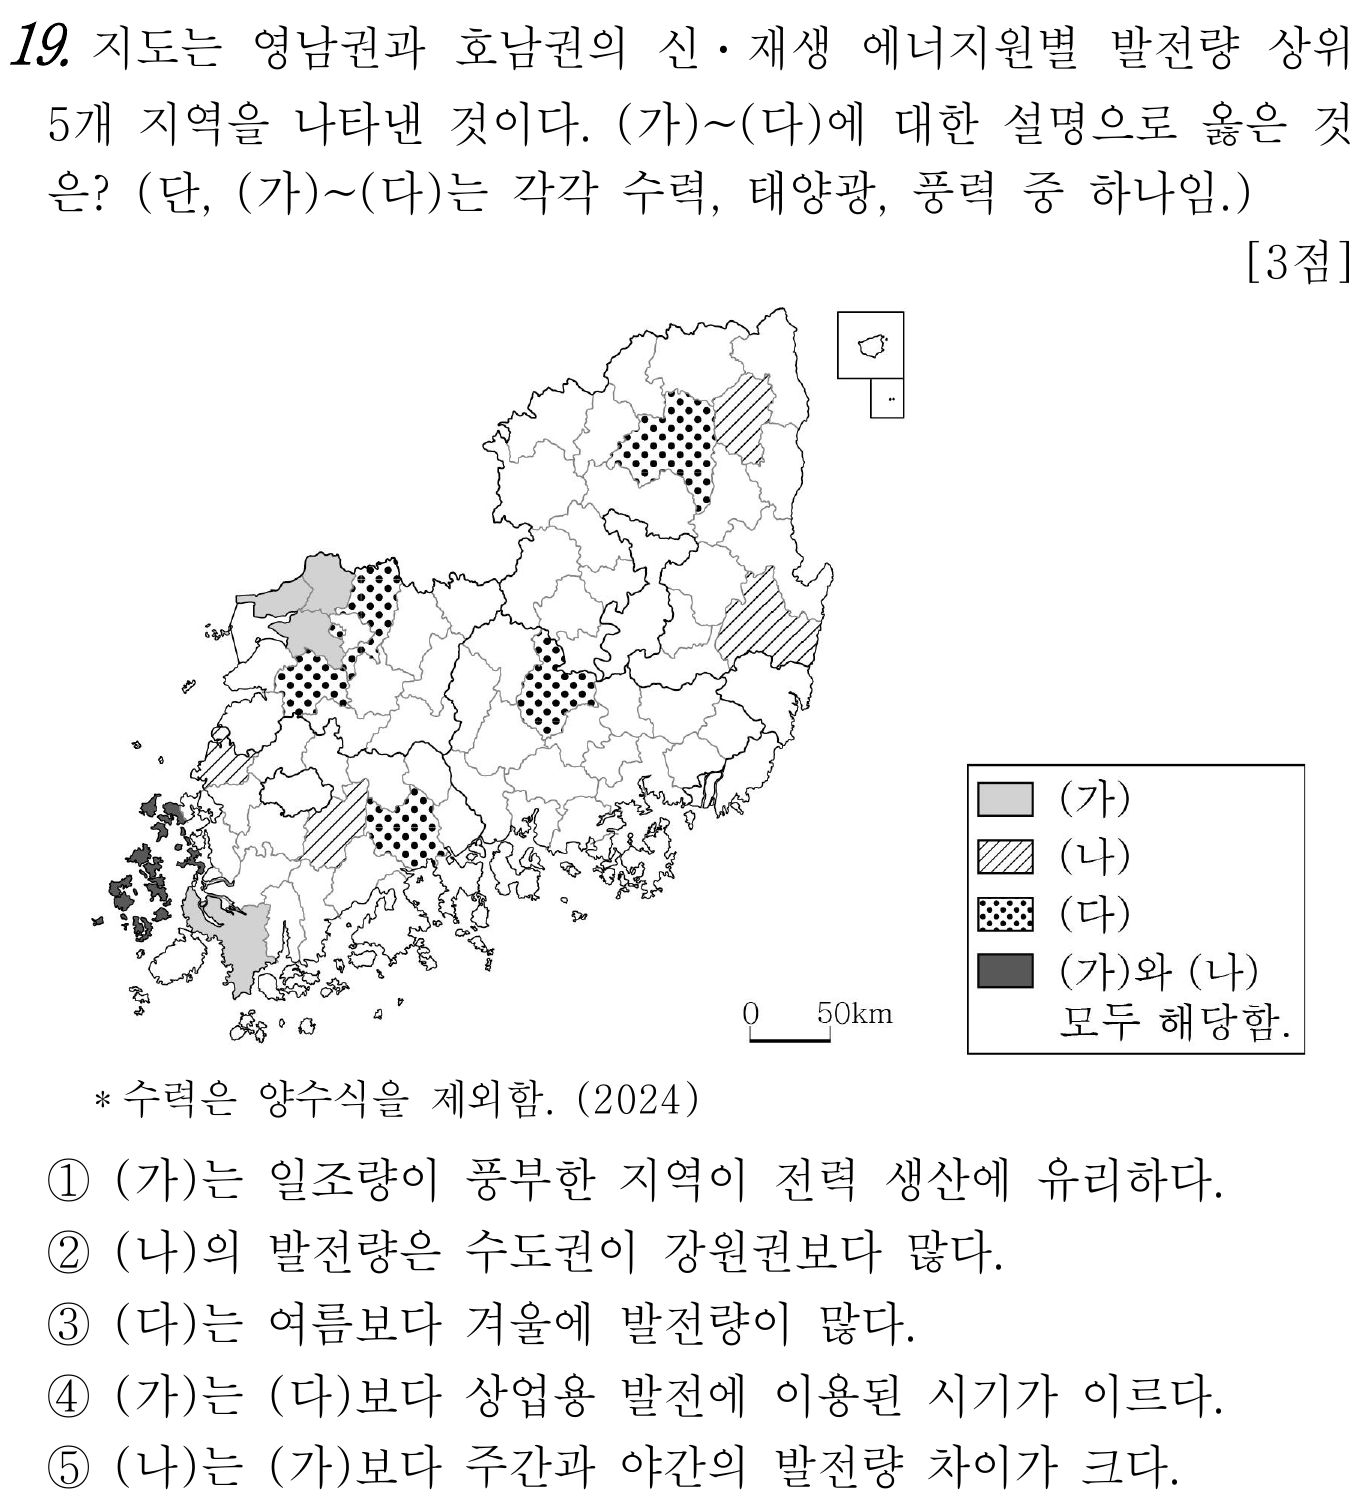 19. 지도는 영남권과 호남권의 신・재생 에너지원별 발전량 상위
5개 지역을 나타낸 것이다. (가)~(다)에 대한 설명으로 옳은 것
은? (단, (가)~(다)는 각각 수력, 태양광, 풍력 중 하나임.)
[3점]
(가)
(나)
(다)
(가)와 (나)
모두 해당함.
0 50km
* 수력은 양수식을 제외함. (2024)
① (가)는 일조량이 풍부한 지역이 전력 생산에 유리하다.
② (나)의 발전량은 수도권이 강원권보다 많다.
③ (다)는 여름보다 겨울에 발전량이 많다.
④ (가)는 (다)보다 상업용 발전에 이용된 시기가 이르다.
⑤ (나)는 (가)보다 주간과 야간의 발전량 차이가 크다.